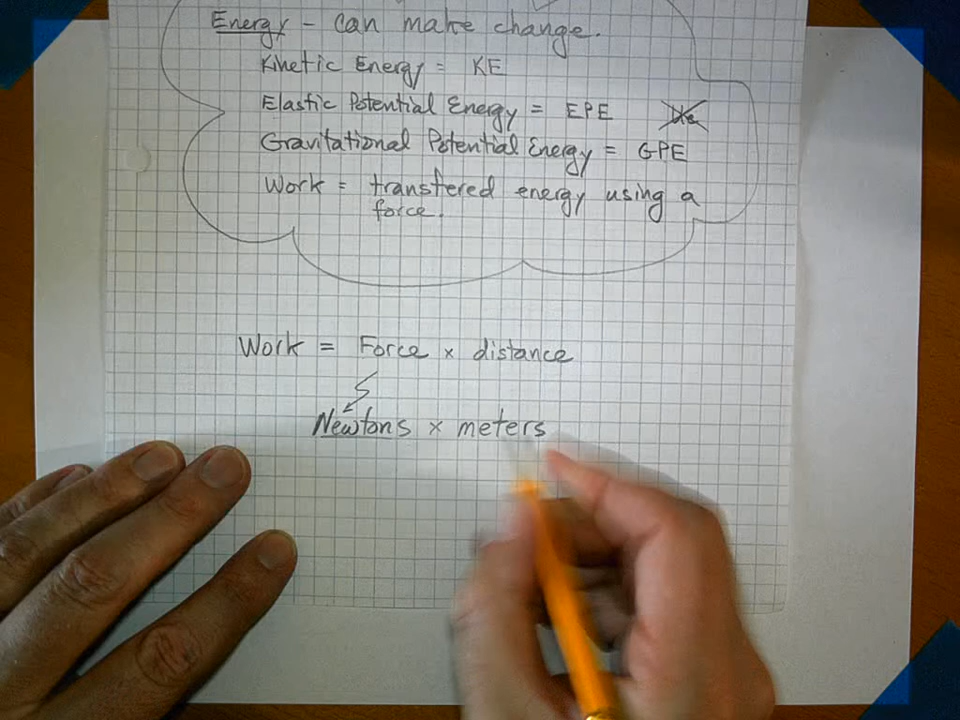 Energy - can make change.
Kinetic Energy = KE
Elastic Potential Energy = EPE
Gravitational Potential Energy = GPE
Work = transfered energy using a
force.
Work = Force x distance
Newtons x meters